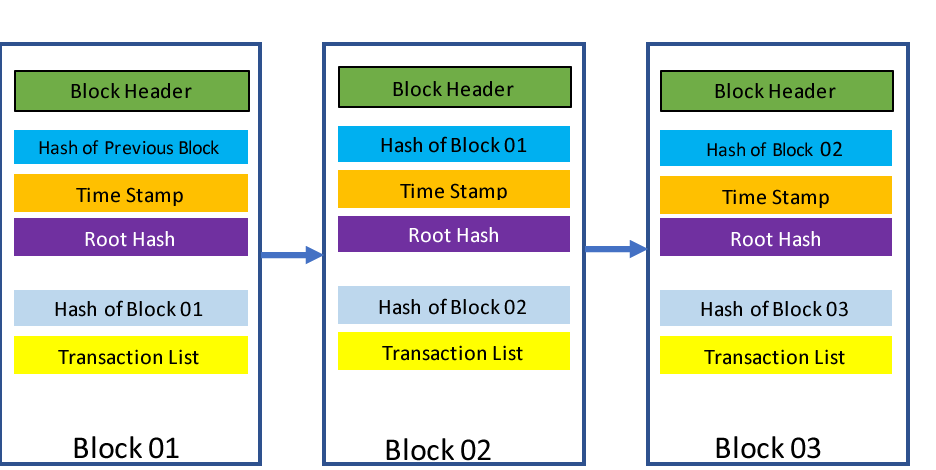 Block Header
Hash of Previous Block
Time Stamp
Root Hash
Hash of Block 01
Transaction List
Block 01
Block Header
Hash of Block 01
Time Stamp
Root Hash
Hash of Block 02
Transaction List
Block 02
Block Header
Hash of Block 02
Time Stamp
Root Hash
Hash of Block 03
Transaction List
Block 03